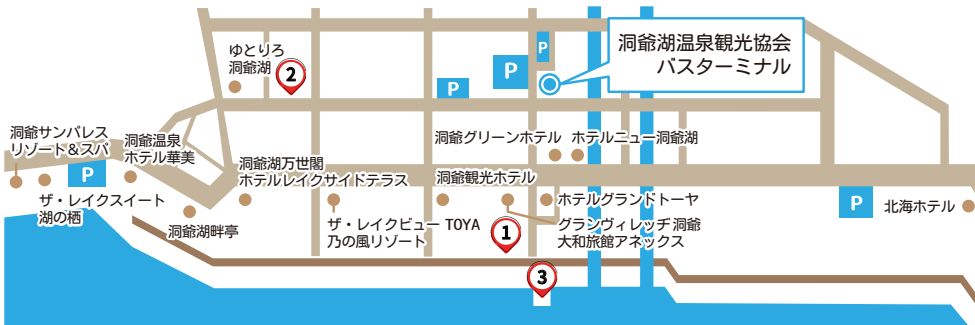 洞爺湖温泉観光協会
バスターミナル
P
P
P
ゆとりろ
洞爺湖
2
洞爺サンパレス
リゾート&スパ
洞爺温泉
ホテル華美
P
ザ・レイクスイート
湖の栖
洞爺湖畔亭
洞爺湖万世閣
ホテルレイクサイドテラス
洞爺グリーンホテル
ホテルニュー洞爺湖
洞爺観光ホテル
ホテルグランドトーヤ
ザ・レイクビュー TOYA
乃の風リゾート
1
グランヴィレッヂ洞爺
大和旅館アネックス
P
北海ホテル
3